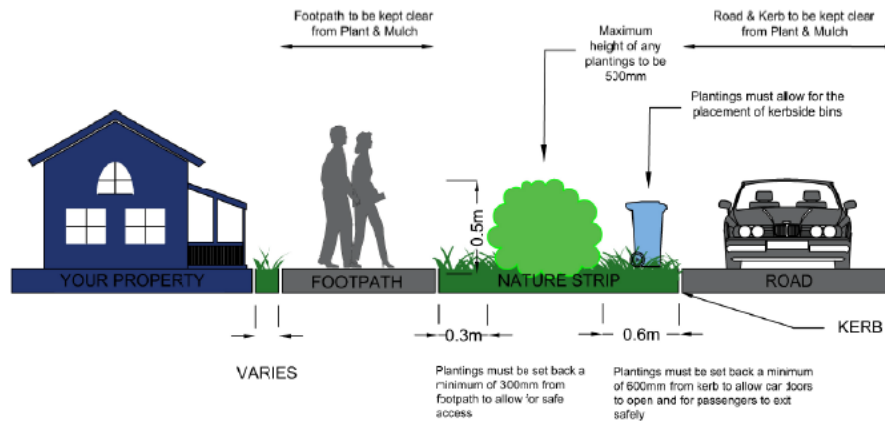 Footpath to be kept clear
from Plant & Mulch
Maximum
height of any
plantings to be
500mm
Road & Kerb to be kept clear
from Plant & Mulch
Plantings must allow for the
placement of kerbside bins
0.5m
YOUR PROPERTY
FOOTPATH
NATURE STRIP
ROAD
0.3m
0.6m
KERB
VARIES
Plantings must be set back a
minimum of 300mm from
footpath to allow for safe
access
Plantings must be set back a minimum
of 600mm from kerb to allow car doors
to open and for passengers to exit
safely